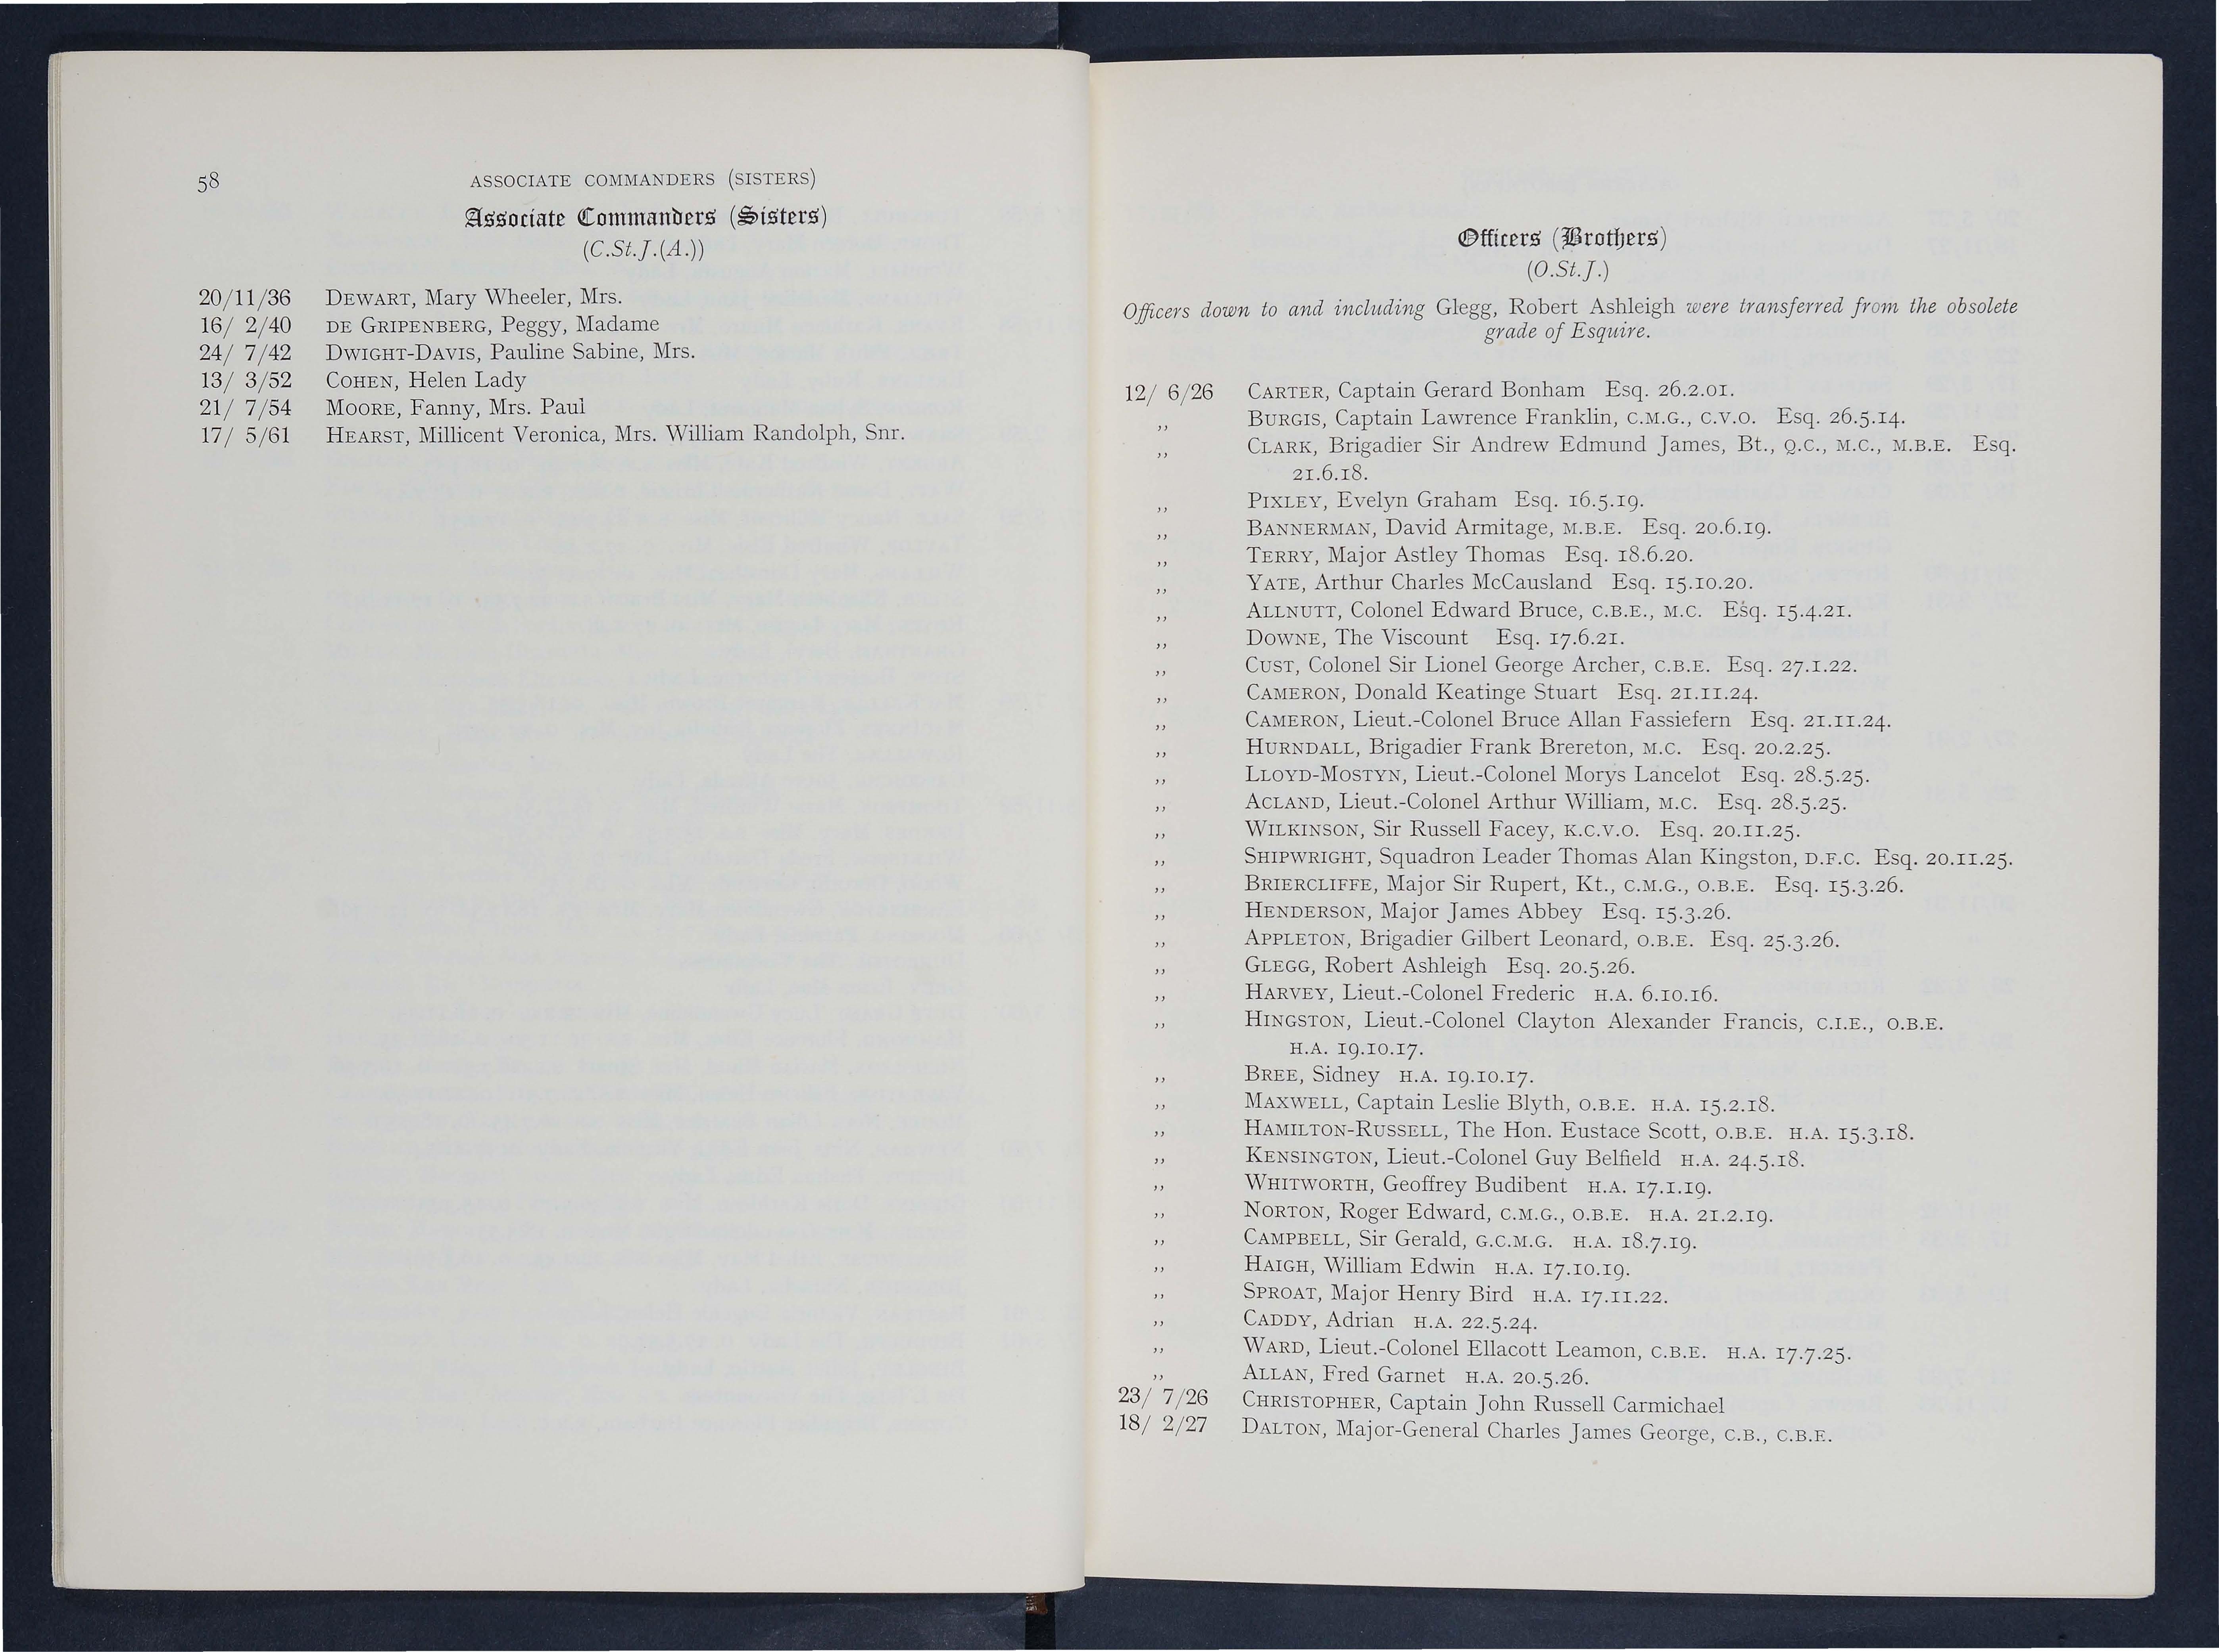 58
ASSOCIATE COMMANDERS (SISTERS)
Associate Commanders (Sisters)
(C.St.J.(A.))
20/11/36 DEWART, Mary Wheeler, Mrs.
16/ 2/40 DE GRIPENBERG, Peggy, Madame
24/ 7/42 DWIGHT-DAVIS, Pauline Sabine, Mrs.
13/ 3/52 COHEN, Helen Lady
21/ 7/54 MOORE, Fanny, Mrs. Paul
17/ 5/61 HEARST, Millicent Veronica, Mrs. William Randolph, Snr.
Officers (Brothers)
(O.St.J.)
Officers down to and including Glegg, Robert Ashleigh were transferred from the obsolete
grade of Esquire.
12/ 6/26 CARTER, Captain Gerard Bonham Esq. 26.2.01.
,, BURGIS, Captain Lawrence Franklin, C.M.G., C.V.O. Esq. 26.5.14.
,, CLARK, Brigadier Sir Andrew Edmund James, Bt., Q.C., M.C., M.B.E. Esq.
21.6.18.
,, PIXLEY, Evelyn Graham Esq. 16.5.19.
,, BANNERMAN, David Armitage, M.B.E. Esq. 20.6.19.
,, TERRY, Major Astley Thomas Esq. 18.6.20.
,, YATE, Arthur Charles McCausland Esq. 15.10.20.
,, ALLNUTT, Colonel Edward Bruce, C.B.E., M.C. Esq. 15.4.21.
,, DOWNE, The Viscount Esq. 17.6.21.
,, CUST, Colonel Sir Lionel George Archer, C.B.E. Esq. 27.1.22.
,, CAMERON, Donald Keatinge Stuart Esq. 21.11.24.
,, CAMERON, Lieut.-Colonel Bruce Allan Fassiefern Esq. 21.11.24.
,, HURNDALL, Brigadier Frank Brereton, M.C. Esq. 20.2.25.
,, LLOYD-MOSTYN, Lieut.-Colonel Morys Lancelot Esq. 28.5.25.
,, ACLAND, Lieut.-Colonel Arthur William, M.C. Esq. 28.5.25.
,, WILKINSON, Sir Russell Facey, K.C.V.O. Esq. 20.11.25.
,, SHIPWRIGHT, Squadron Leader Thomas Alan Kingston, D.F.C. Esq. 20.11.25.
,, BRIERCLIFFE, Major Sir Rupert, Kt., C.M.G., O.B.E. Esq. 15.3.26.
,, HENDERSON, Major James Abbey Esq. 15.3.26.
,, APPLETON, Brigadier Gilbert Leonard, O.B.E. Esq. 25.3.26.
,, GLEGG, Robert Ashleigh Esq. 20.5.26.
,, HARVEY, Lieut.-Colonel Frederic H.A. 6.10.16.
,, HINGSTON, Lieut.-Colonel Clayton Alexander Francis, C.I.E., O.B.E.
H.A. 19.10.17.
,, BREE, Sidney H.A. 19.10.17.
,, MAXWELL, Captain Leslie Blyth, O.B.E. H.A. 15.2.18.
,, HAMILTON-RUSSELL, The Hon. Eustace Scott, O.B.E. H.A. 15.3.18.
,, KENSINGTON, Lieut.-Colonel Guy Belfield H.A. 24.5.18.
,, WHITWORTH, Geoffrey Budibent H.A. 17.1.19.
,, NORTON, Roger Edward, C.M.G., O.B.E. H.A. 21.2.19.
,, CAMPBELL, Sir Gerald, G.C.M.G. H.A. 18.7.19.
,, HAIGH, William Edwin H.A. 17.10.19.
,, SPROAT, Major Henry Bird H.A. 17.11.22.
,, CADDY, Adrian H.A. 22.5.24.
,, WARD, Lieut.-Colonel Ellacott Leamon, C.B.E. H.A. 17.7.25.
,, ALLAN, Fred Garnet H.A. 20.5.26.
23/ 7/26 CHRISTOPHER, Captain John Russell Carmichael
18/ 2/27 DALTON, Major-General Charles James George, C.B., C.B.E.